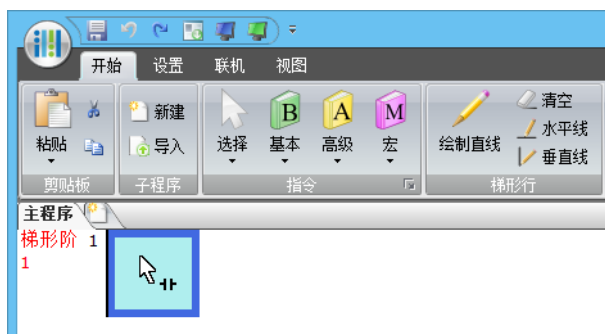 开始 设置 联机 视图
粘贴 新建 导入 选择 B 基本 A 高级 M 宏 绘制直线 清空 水平线 垂直线
剪贴板 子程序 指令 梯形行
主程序
梯形阶 1
1